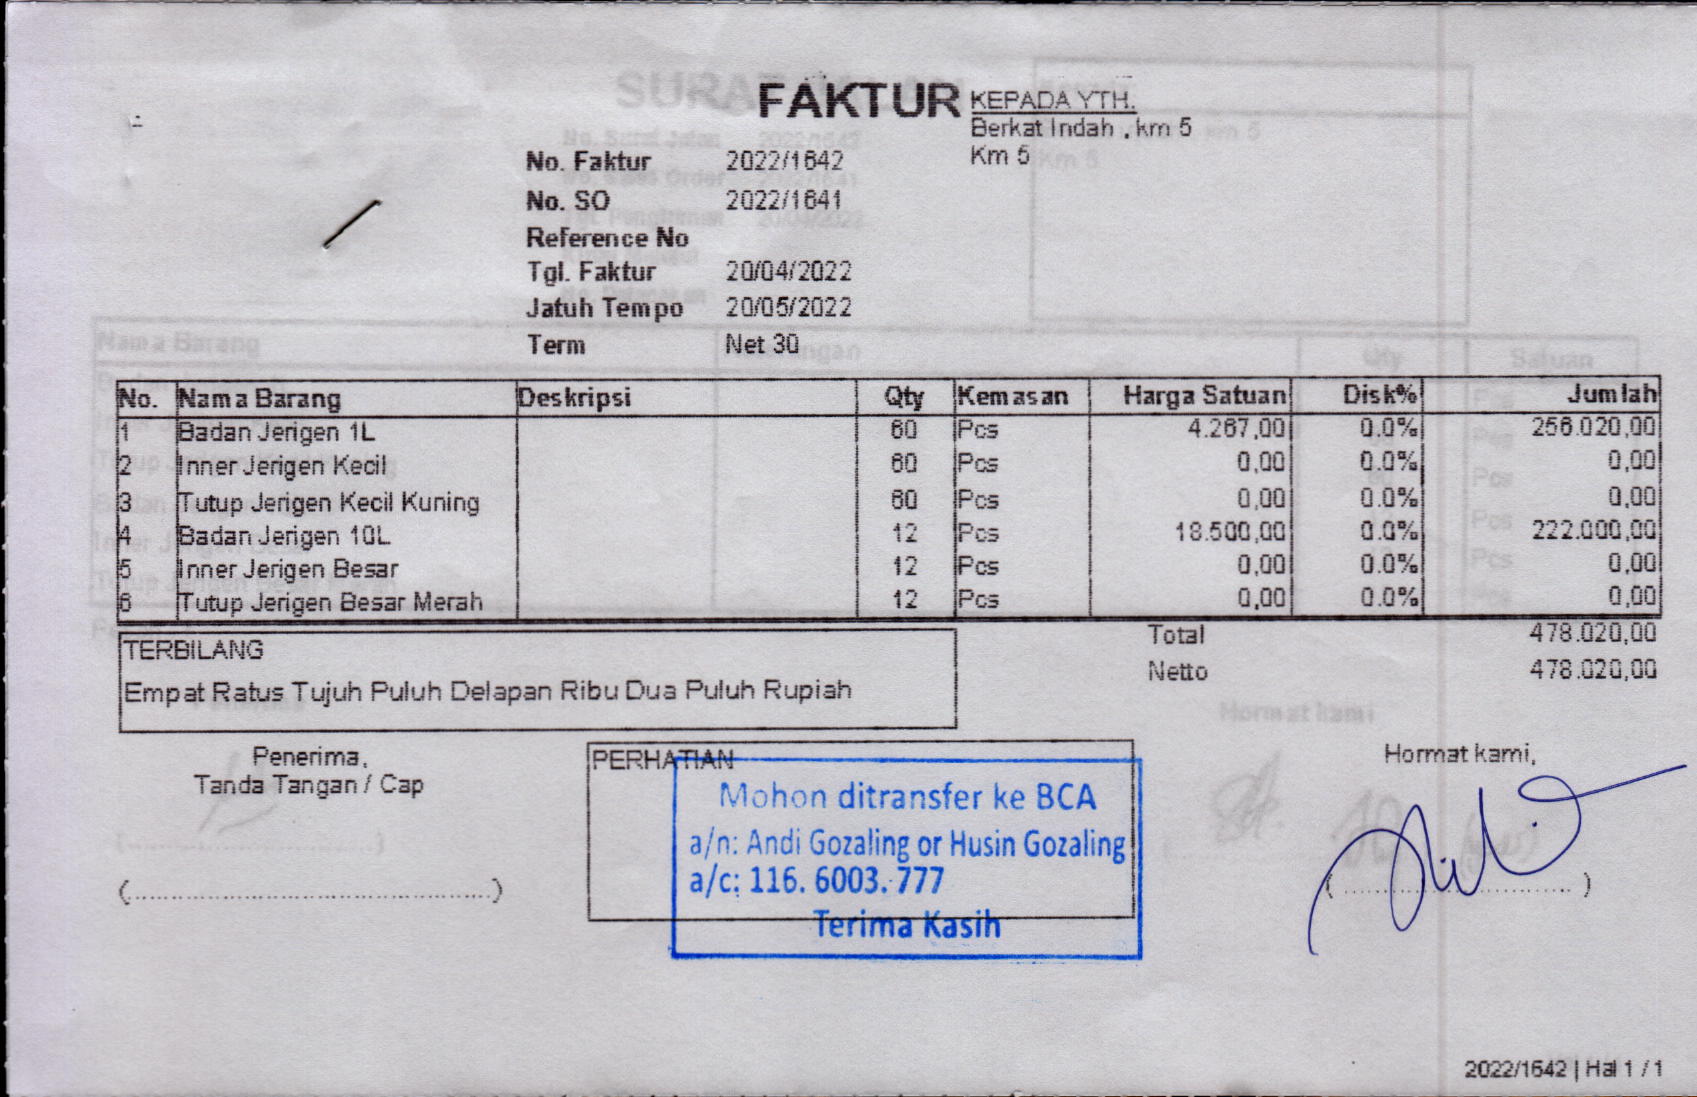 FAKTUR
KEPADA YTH.
Berkat Indah , km 5
Km 5
No. Faktur 2022/1642
No. SO 2022/1641
Reference No
Tgl. Faktur 20/04/2022
Jatuh Tempo 20/05/2022
Term Net 30
No. Nama Barang Deskripsi Qty Kemasan Harga Satuan Disk% Jumlah
1 Badan Jerigen 1L 60 Pcs 4.267,00 0.0% 256.020,00
2 Inner Jerigen Kecil 60 Pcs 0,00 0.0% 0,00
3 Tutup Jerigen Kecil Kuning 60 Pcs 0,00 0.0% 0,00
4 Badan Jerigen 10L 12 Pcs 18.500,00 0.0% 222.000,00
5 Inner Jerigen Besar 12 Pcs 0,00 0.0% 0,00
6 Tutup Jerigen Besar Merah 12 Pcs 0,00 0.0% 0,00
Total 478.020,00
Netto 478.020,00
TERBILANG
Empat Ratus Tujuh Puluh Delapan Ribu Dua Puluh Rupiah
Penerima,
Tanda Tangan / Cap
(..........................................)
PERHATIAN
Mohon ditransfer ke BCA
a/n: Andi Gozaling or Husin Gozaling
a/c: 116. 6003. 777
Terima Kasih
Hormat kami,
(..............................)
2022/1642 | Hal 1 / 1